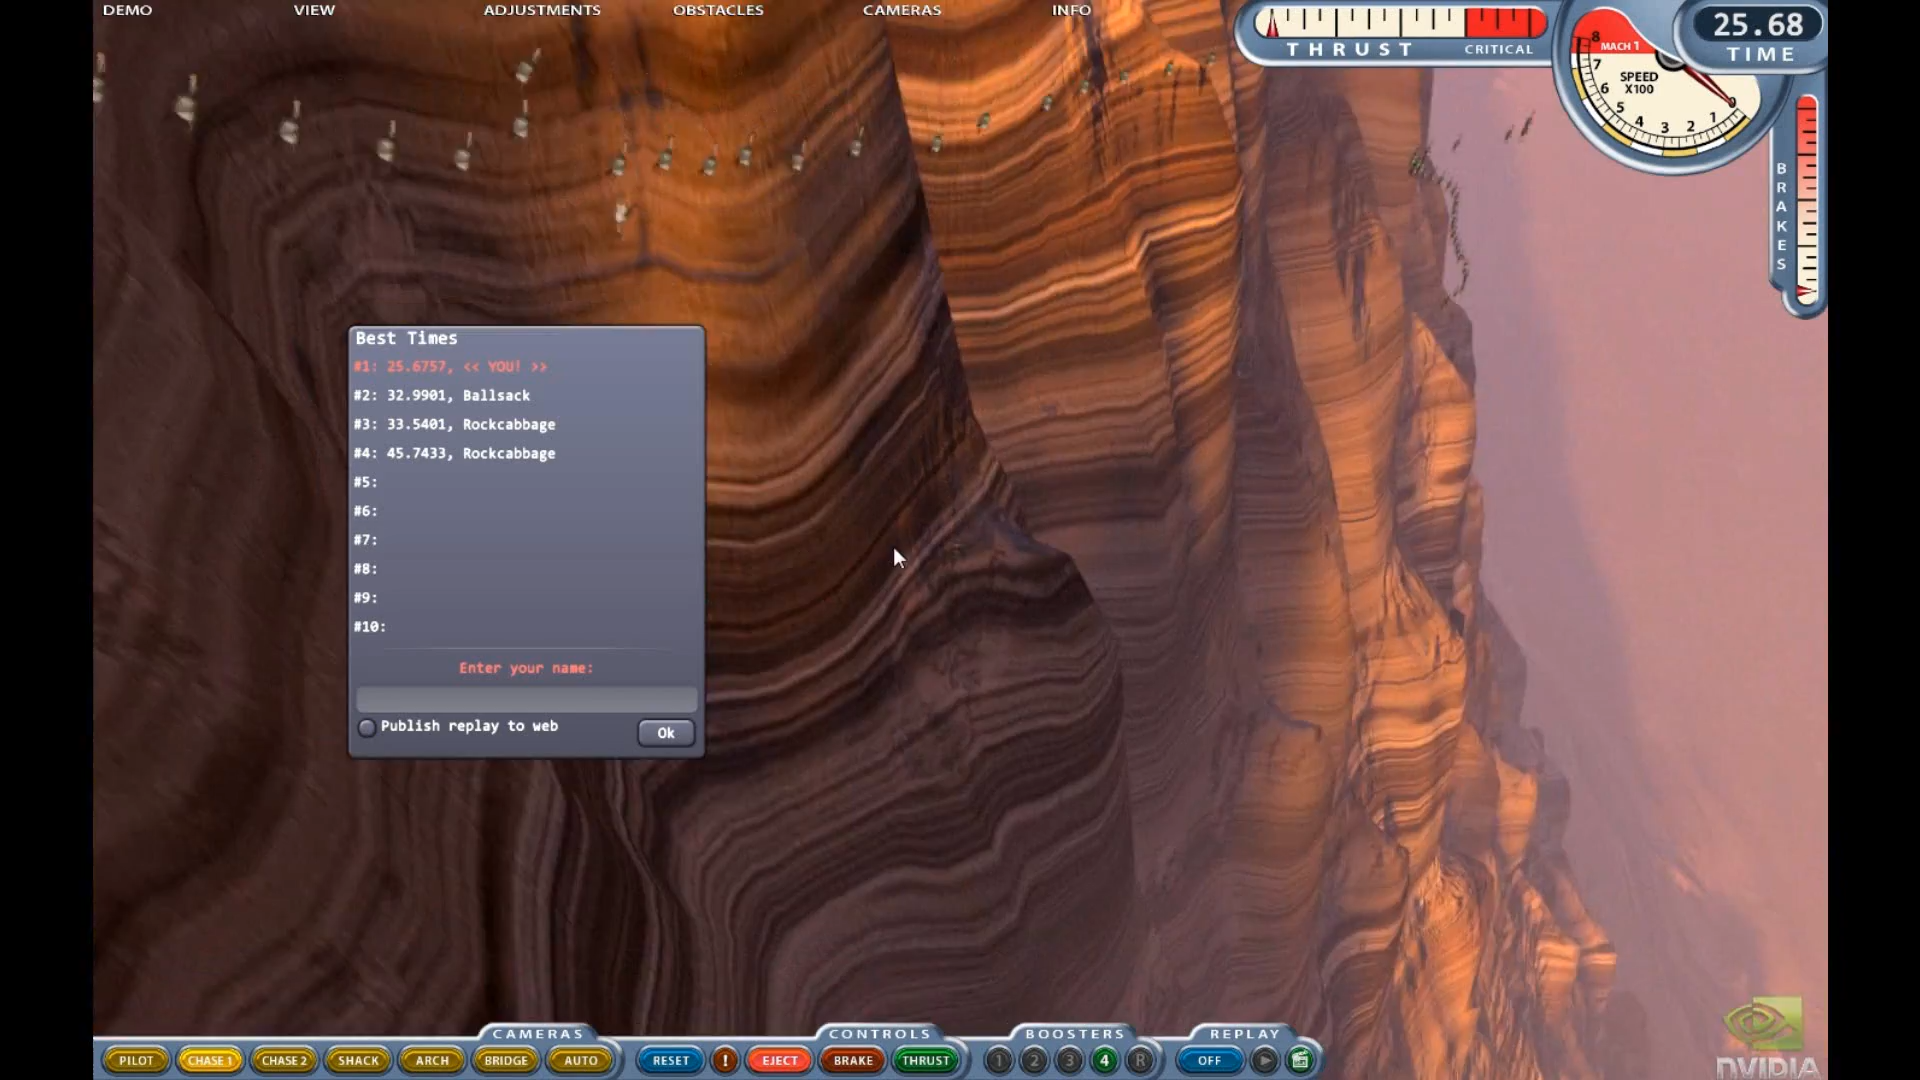 DEMO VIEW ADJUSTMENTS OBSTACLES CAMERAS INFO
THRUST CRITICAL
8 7 6 5 4 3 2 1 0
MACH 1
SPEED
X100
25.68
TIME
BRAKES
Best Times
#1: 25.6757, << YOU! >>
#2: 32.9901, Ballsack
#3: 33.5401, Rockcabbage
#4: 45.7433, Rockcabbage
#5:
#6:
#7:
#8:
#9:
#10:
Enter your name:
Publish replay to web
Ok
CAMERAS CONTROLS BOOSTERS REPLAY
PILOT CHASE 1 CHASE 2 SHACK ARCH BRIDGE AUTO RESET ! EJECT BRAKE THRUST 1 2 3 4 R OFF
NVIDIA